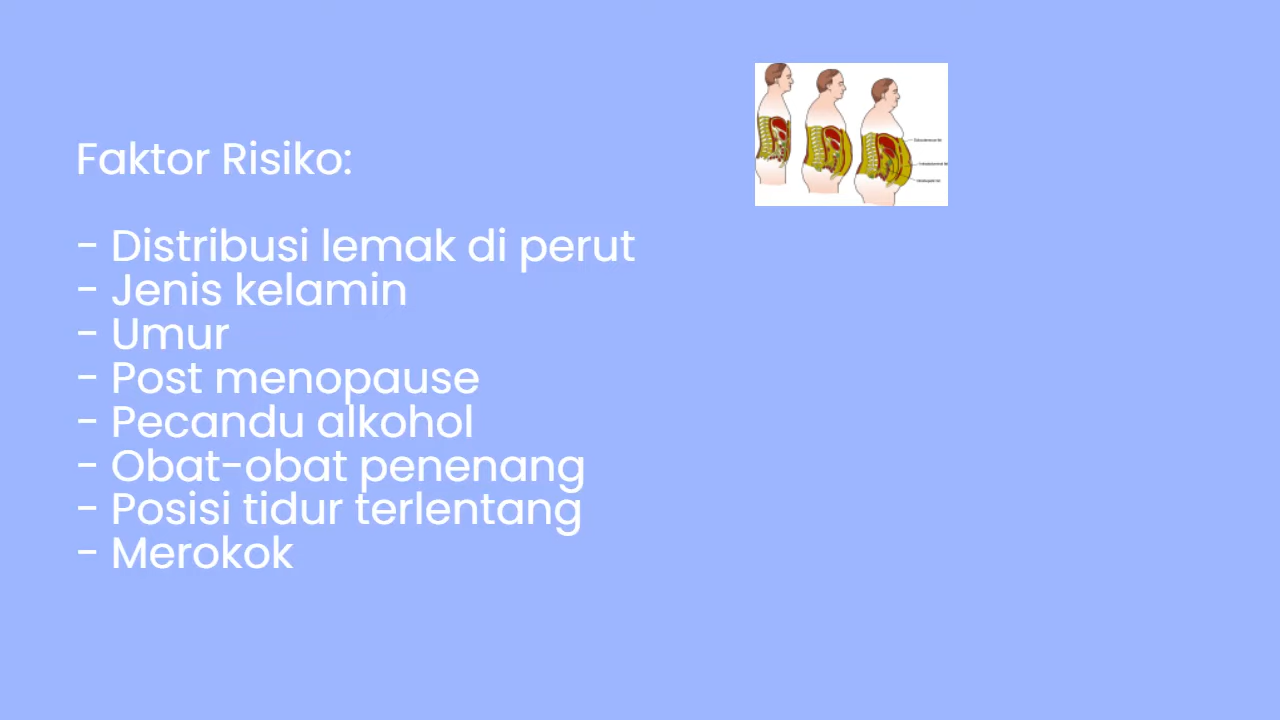 Faktor Risiko:
- Distribusi lemak di perut
- Jenis kelamin
- Umur
- Post menopause
- Pecandu alkohol
- Obat-obat penenang
- Posisi tidur terlentang
- Merokok